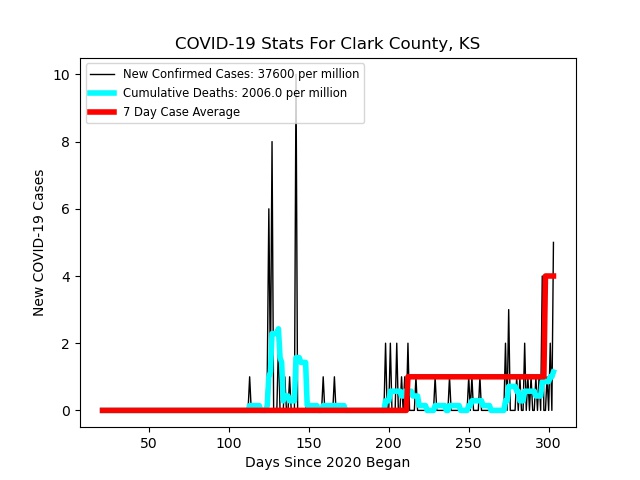 COVID-19 Stats For Clark County, KS
New Confirmed Cases: 37600 per million
Cumulative Deaths: 2006.0 per million
7 Day Case Average
New COVID-19 Cases
10
8
6
4
2
0
50 100 150 200 250 300
Days Since 2020 Began